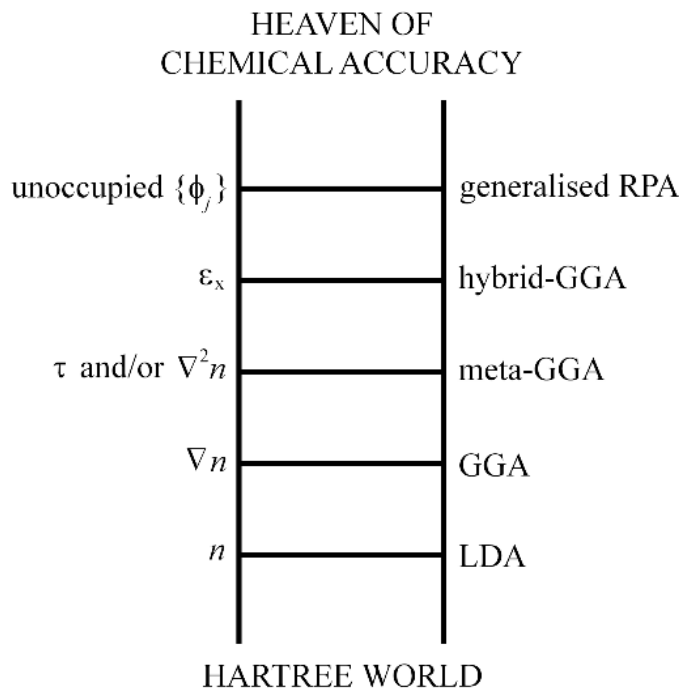 HEAVEN OF
CHEMICAL ACCURACY
unoccupied {ϕⱼ} generalised RPA
εₓ hybrid-GGA
τ and/or ∇²n meta-GGA
∇n GGA
n LDA
HARTREE WORLD